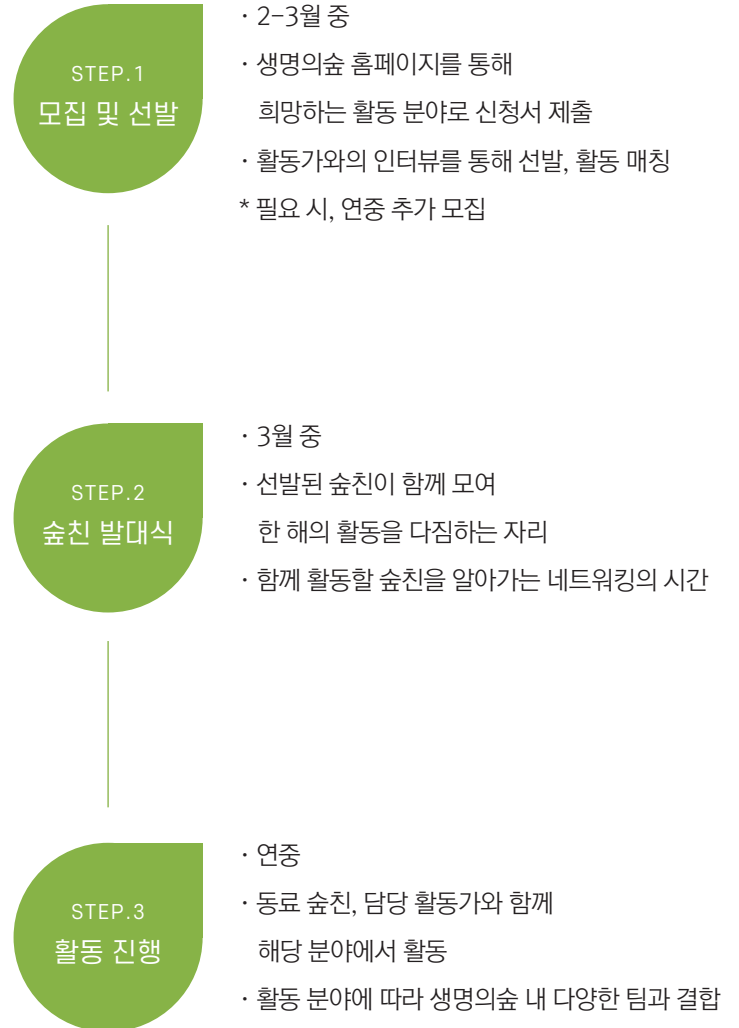 STEP.1
모집 및 선발
· 2-3월 중
· 생명의숲 홈페이지를 통해
희망하는 활동 분야로 신청서 제출
· 활동가와의 인터뷰를 통해 선발, 활동 매칭
* 필요 시, 연중 추가 모집
STEP.2
숲친 발대식
· 3월 중
· 선발된 숲친이 함께 모여
한 해의 활동을 다짐하는 자리
· 함께 활동할 숲친을 알아가는 네트워킹의 시간
STEP.3
활동 진행
· 연중
· 동료 숲친, 담당 활동가와 함께
해당 분야에서 활동
· 활동 분야에 따라 생명의숲 내 다양한 팀과 결합